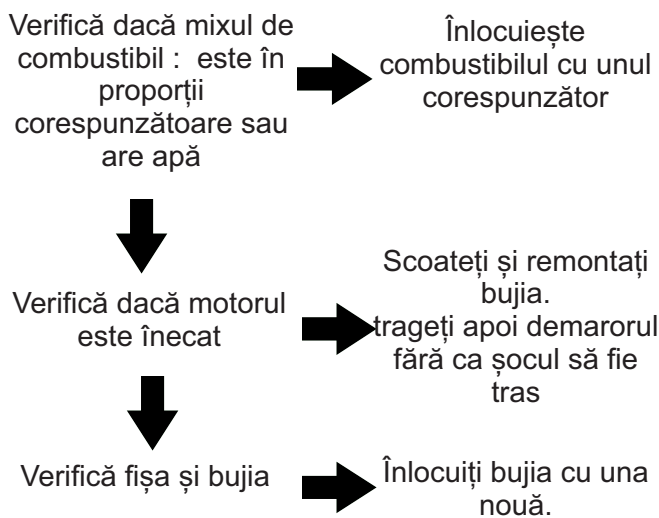 Verifică dacă mixul de
combustibil :  este în
proporții
corespunzătoare sau
are apă
Înlocuiește
combustibilul cu unul
corespunzător
Verifică dacă motorul
este înecat
Scoateți și remontați
bujia.
trageți apoi demarorul
fără ca șocul să fie
tras
Verifică fișa și bujia
Înlocuiți bujia cu una
nouă.